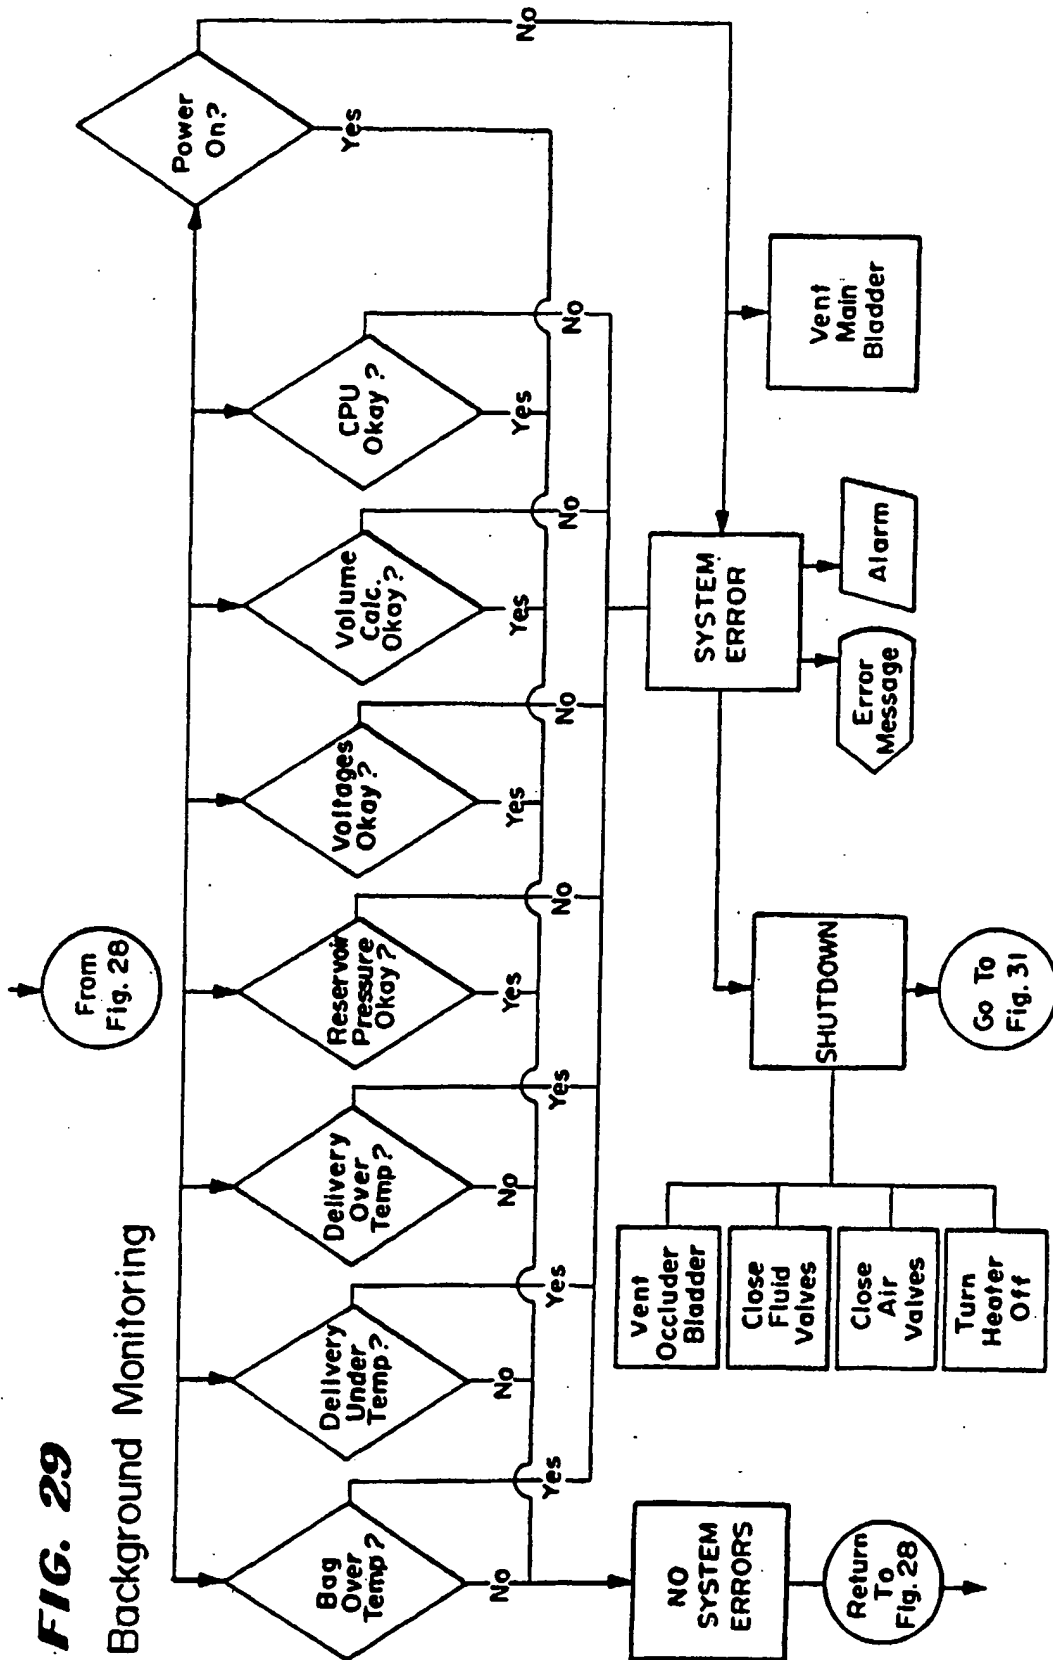 FIG. 29
Background Monitoring
From
Fig. 28
Bag
Over
Temp?
Delivery
Under
Temp?
Delivery
Over
Temp?
Reservoir
Pressure
Okay?
Voltages
Okay?
Volume
Calc.
Okay?
CPU
Okay?
Power
On?
No
No
No
Yes
Yes
Yes
Yes
Yes
Yes
Yes
Yes
No
No
No
No
No
NO
SYSTEM
ERRORS
Return
To
Fig. 28
SYSTEM
ERROR
Error
Message
Alarm
Vent
Main
Bladder
SHUTDOWN
Go To
Fig. 31
Vent
Occluder
Bladder
Close
Fluid
Valves
Close
Air
Valves
Turn
Heater
Off